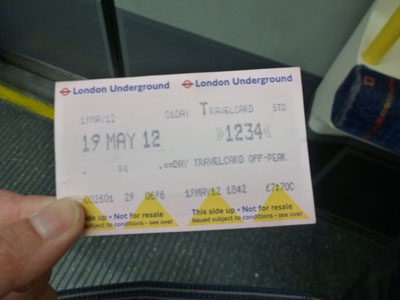 London Underground London Underground
19MAY12 01DAY TRAVELCARD STD
19 MAY 12 »1234«
. 3< . ==DAY TRAVELCARD OFF-PEAK
002601 29 0696 19MAY12 1842 £7.70C
side up • Not for resale This side up • Not for resale
Issued subject to conditions - see over Issued subject to conditions - see over